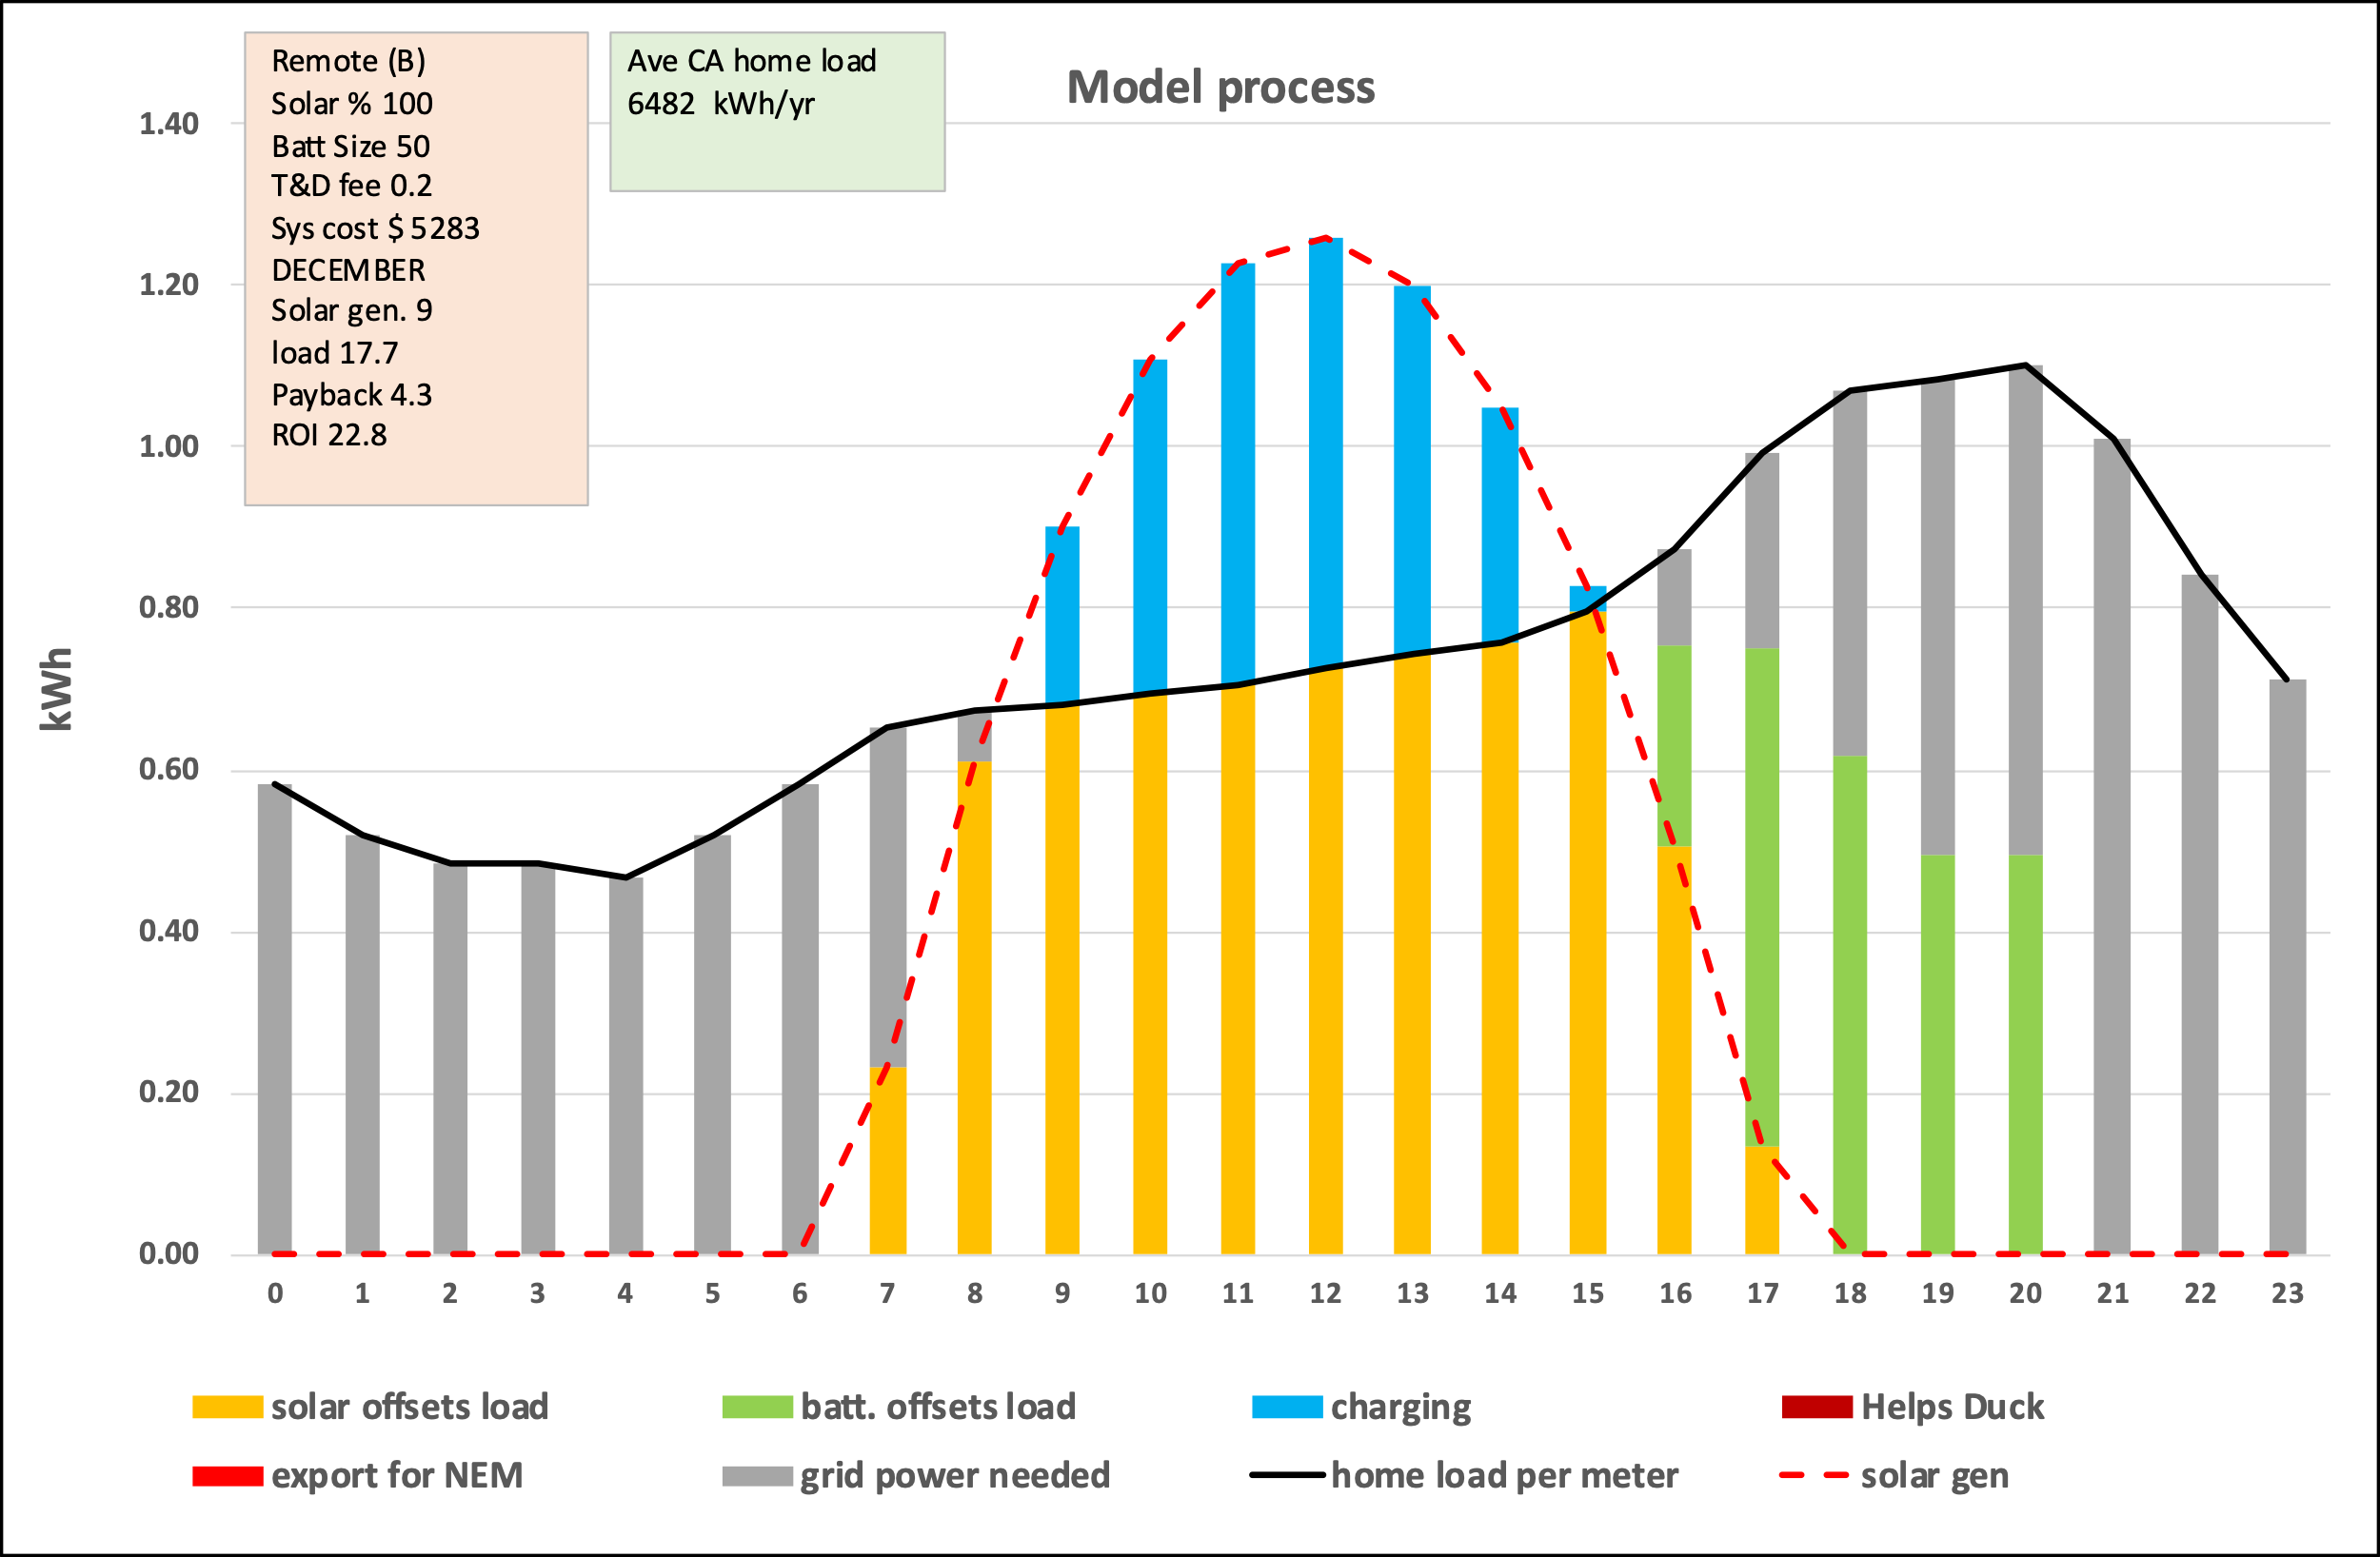 Remote (B)
Solar % 100
Batt Size 50
T&D fee 0.2
Sys cost $ 5283
DECEMBER
Solar gen. 9
load 17.7
Payback 4.3
ROI 22.8
Ave CA home load
6482 kWh/yr
Model process
kWh
1.40
1.20
1.00
0.80
0.60
0.40
0.20
0.00
0 1 2 3 4 5 6 7 8 9 10 11 12 13 14 15 16 17 18 19 20 21 22 23
solar offsets load batt. offsets load charging Helps Duck
export for NEM grid power needed home load per meter solar gen